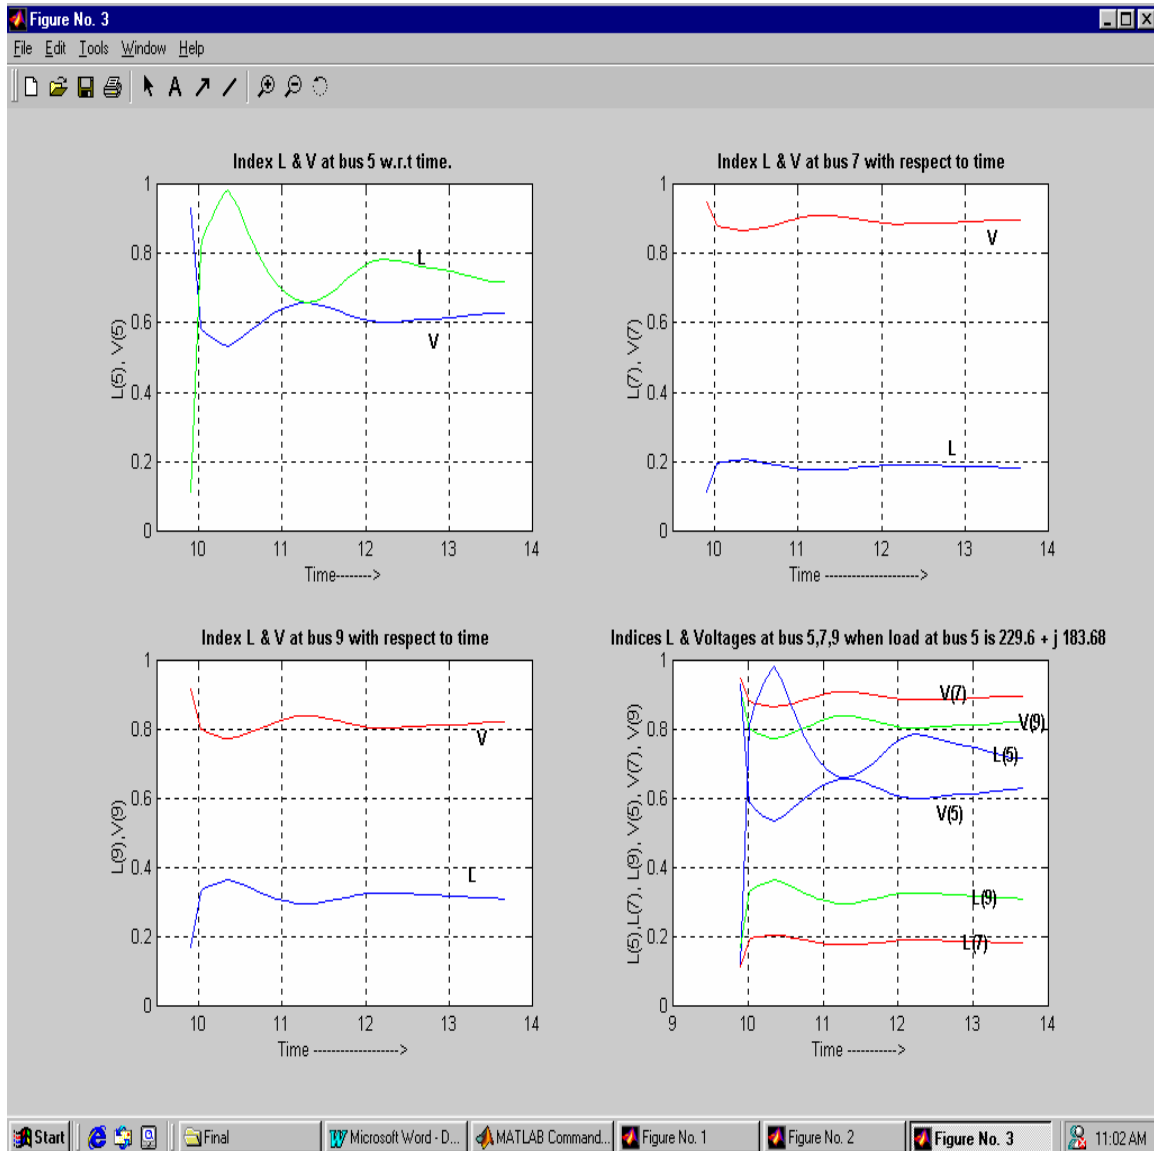 Figure No. 3
File Edit Tools Window Help
A
Index L & V at bus 5 w.r.t time.
1
0.8
0.6
0.4
0.2
0
L(5), V(5)
L
V
10 11 12 13 14
Time-------->
Index L & V at bus 7 with respect to time
1
0.8
0.6
0.4
0.2
0
L(7), V(7)
V
L
10 11 12 13 14
Time --------------------->
Index L & V at bus 9 with respect to time
1
0.8
0.6
0.4
0.2
0
L(9),V(9)
V
L
10 11 12 13 14
Time ------------------->
Indices L & Voltages at bus 5,7,9 when load at bus 5 is 229.6 + j 183.68
1
0.8
0.6
0.4
0.2
0
L(5),L(7), L(9), V(5), V(7), V(9)
V(7)
V(9)
L(5)
V(5)
L(9)
L(7)
9 10 11 12 13 14
Time ----------->
Start Final Microsoft Word - D... MATLAB Command... Figure No. 1 Figure No. 2 Figure No. 3 11:02 AM